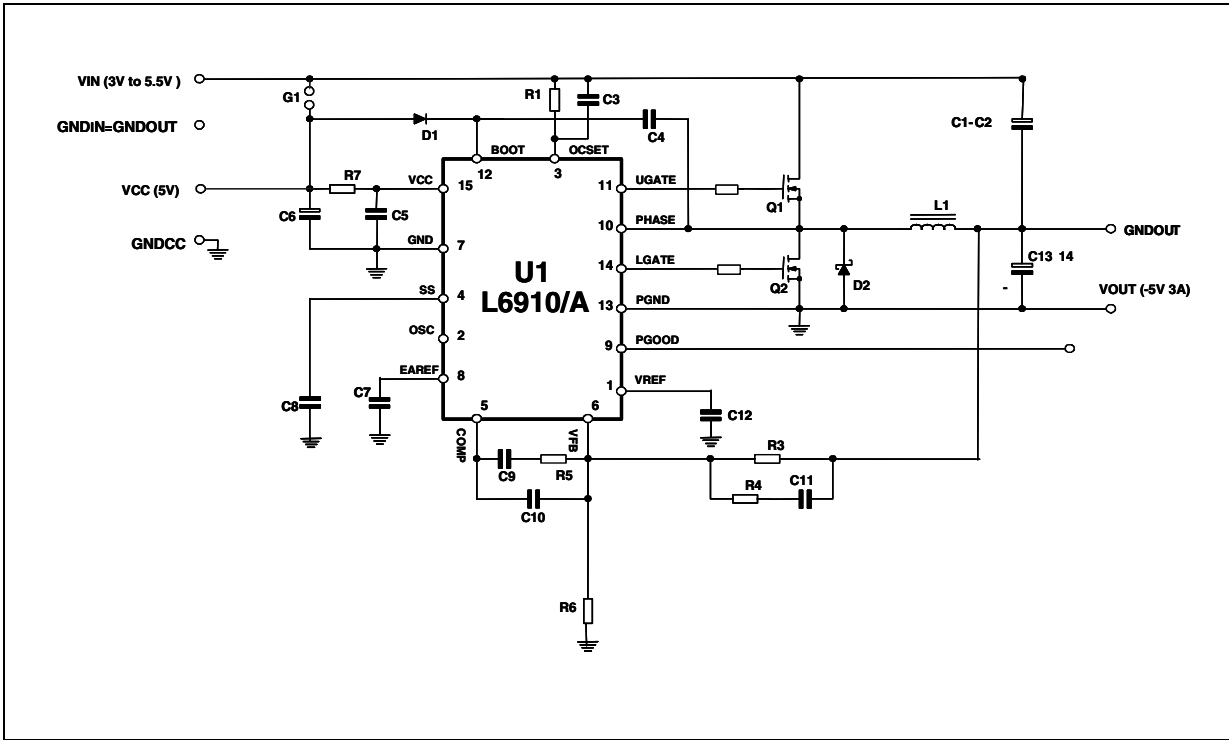 VIN (3V to 5.5V )
G1
R1
C3
C1-C2
GNDIN=GNDOUT
D1
C4
BOOT
OCSET
12
3
VCC (5V)
R7
VCC
15
11
UGATE
Q1
L1
C6
C5
10
PHASE
GNDOUT
GNDCC
GND
7
14
LGATE
Q2
D2
C13 14
-
U1
L6910/A
SS
4
13
PGND
VOUT (-5V 3A)
OSC
2
9
PGOOD
EAREF
8
1
VREF
C7
C8
C12
5
6
COMP
VFB
C9
R5
R3
R4
C11
C10
R6